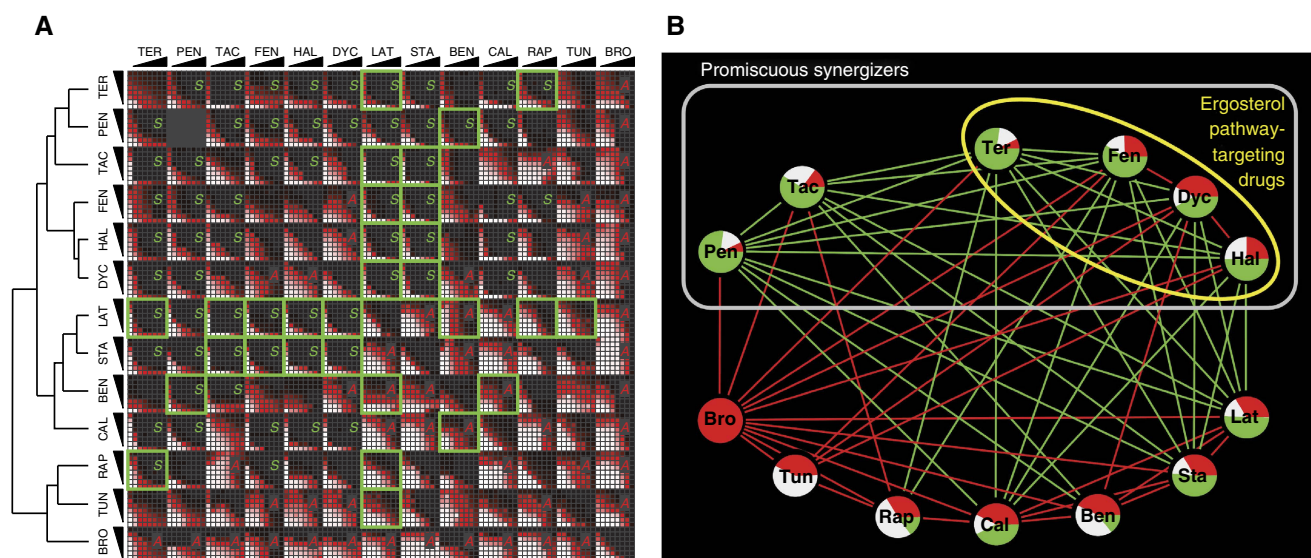 A
B
TER PEN TAC FEN HAL DYC LAT STA BEN CAL RAP TUN BRO
TER
PEN
TAC
FEN
HAL
DYC
LAT
STA
BEN
CAL
RAP
TUN
BRO
Promiscuous synergizers
Ergosterol
pathway-
targeting
drugs
Ter
Fen
Tac
Dyc
Pen
Hal
Bro
Lat
Tun
Sta
Rap
Cal
Ben